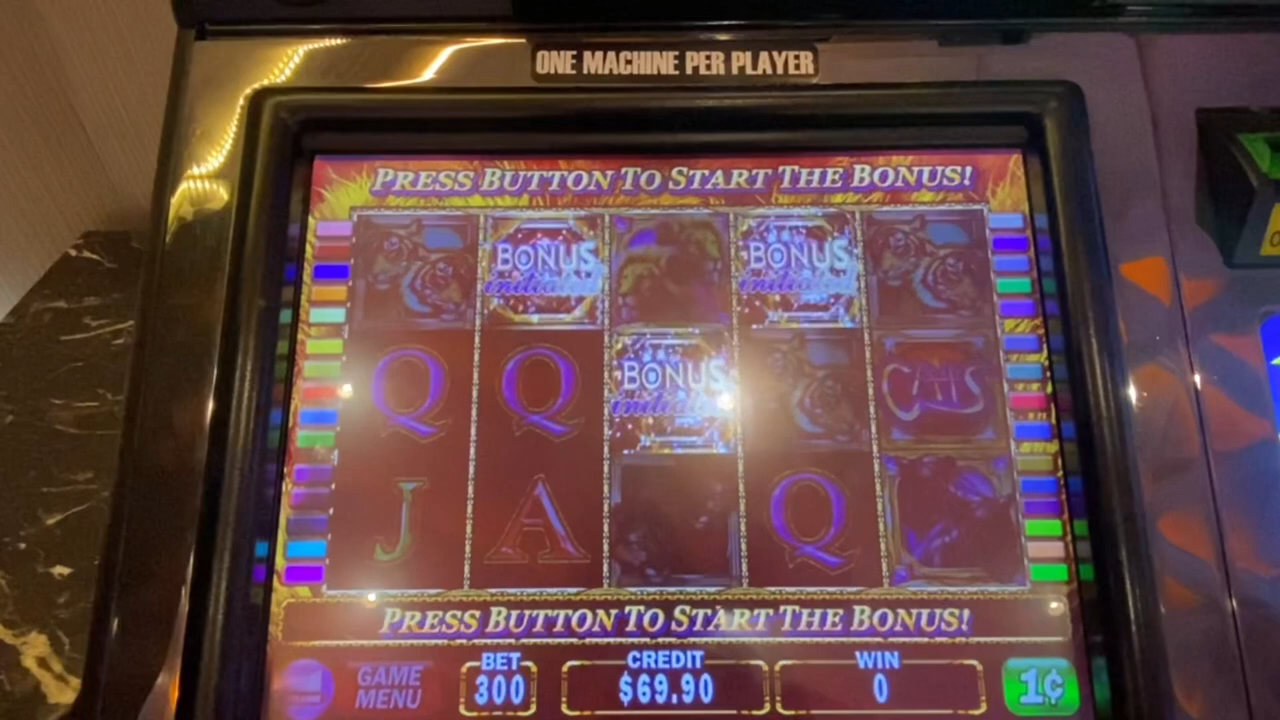 ONE MACHINE PER PLAYER
PRESS BUTTON TO START THE BONUS!
BONUS BONUS
initiated initiated
Q Q BONUS CATS
initiated
J A Q
PRESS BUTTON TO START THE BONUS!
GAME MENU BET 300 CREDIT $69.90 WIN 0 1¢